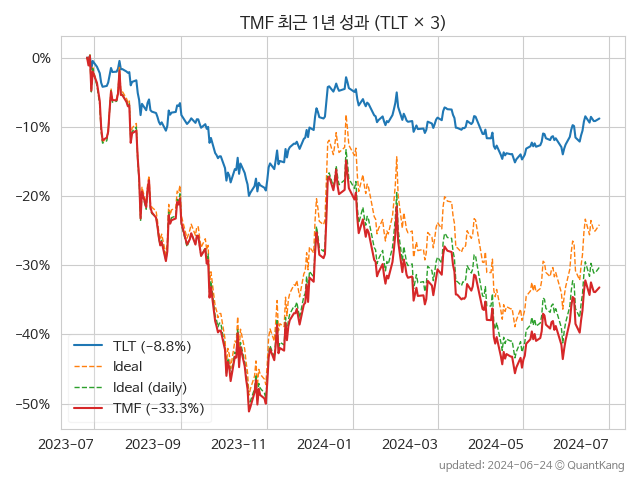 TMF 최근 1년 성과 (TLT × 3)
0%
−10%
−20%
−30%
−40%
−50%
TLT (−8.8%)
Ideal
Ideal (daily)
TMF (−33.3%)
2023-07 2023-09 2023-11 2024-01 2024-03 2024-05 2024-07
updated: 2024-06-24 © QuantKang